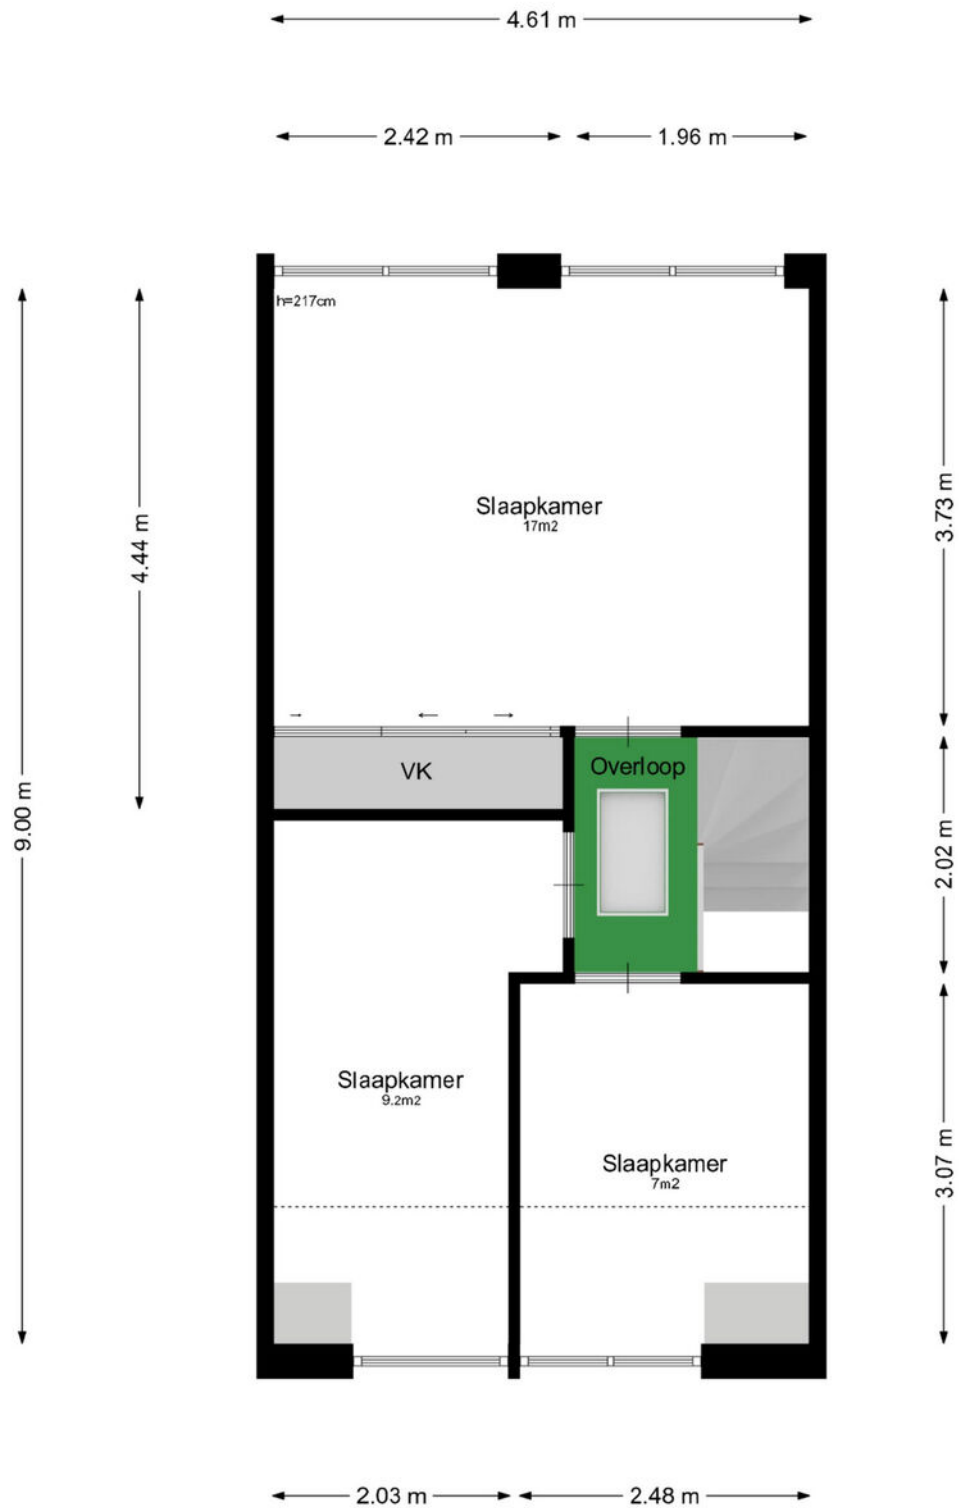 4.61 m
2.42 m
1.96 m
h=217cm
Slaapkamer
17m2
4.44 m
3.73 m
9.00 m
VK
Overloop
2.02 m
Slaapkamer
9.2m2
Slaapkamer
7m2
3.07 m
2.03 m
2.48 m